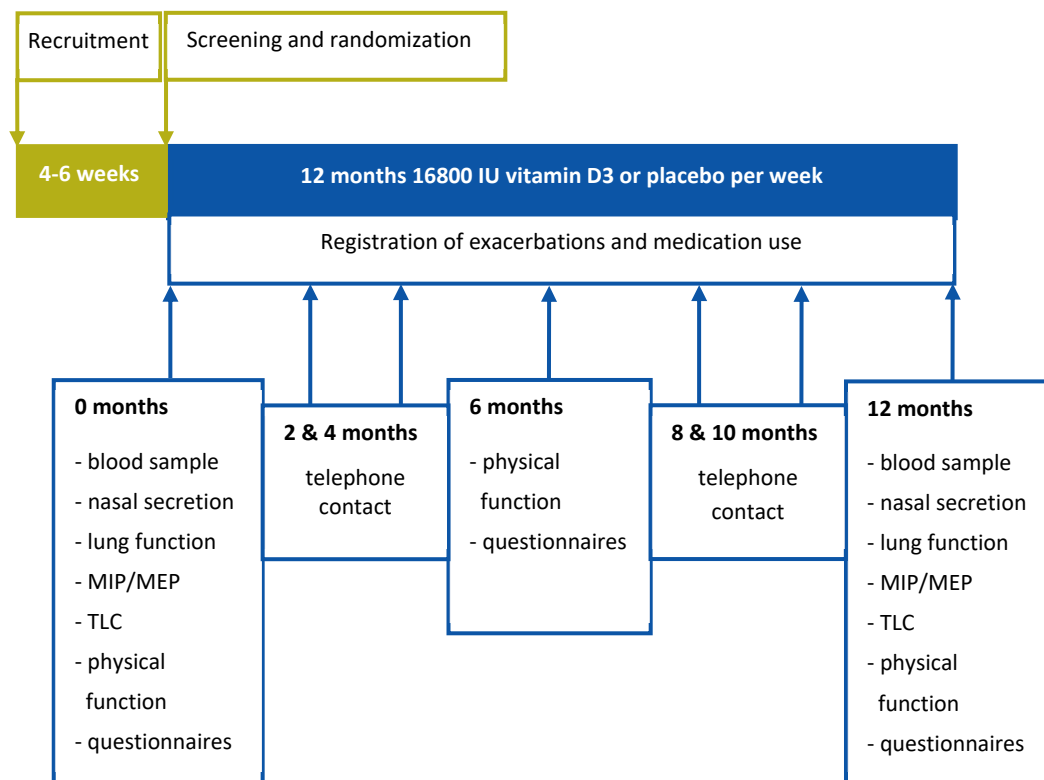 Recruitment
Screening and randomization
4-6 weeks
12 months 16800 IU vitamin D3 or placebo per week
Registration of exacerbations and medication use
0 months
- blood sample
- nasal secretion
- lung function
- MIP/MEP
- TLC
- physical
function
- questionnaires
2 & 4 months
telephone
contact
6 months
- physical
function
- questionnaires
8 & 10 months
telephone
contact
12 months
- blood sample
- nasal secretion
- lung function
- MIP/MEP
- TLC
- physical
function
- questionnaires